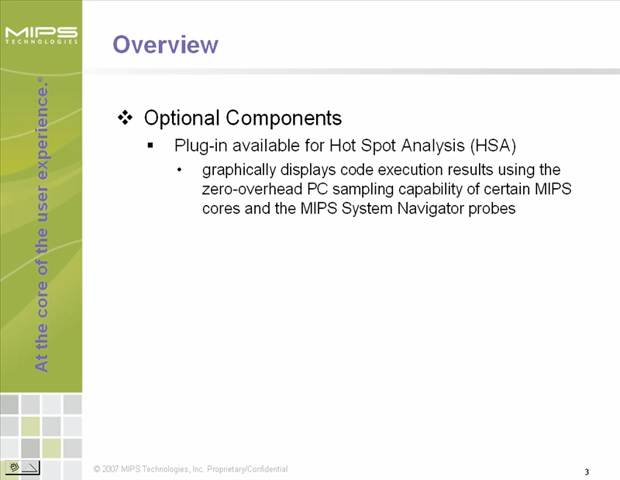 MIPS
TECHNOLOGIES
At the core of the user experience.®
Overview
❖ Optional Components
▪ Plug-in available for Hot Spot Analysis (HSA)
• graphically displays code execution results using the
zero-overhead PC sampling capability of certain MIPS
cores and the MIPS System Navigator probes
© 2007 MIPS Technologies, Inc. Proprietary/Confidential
3